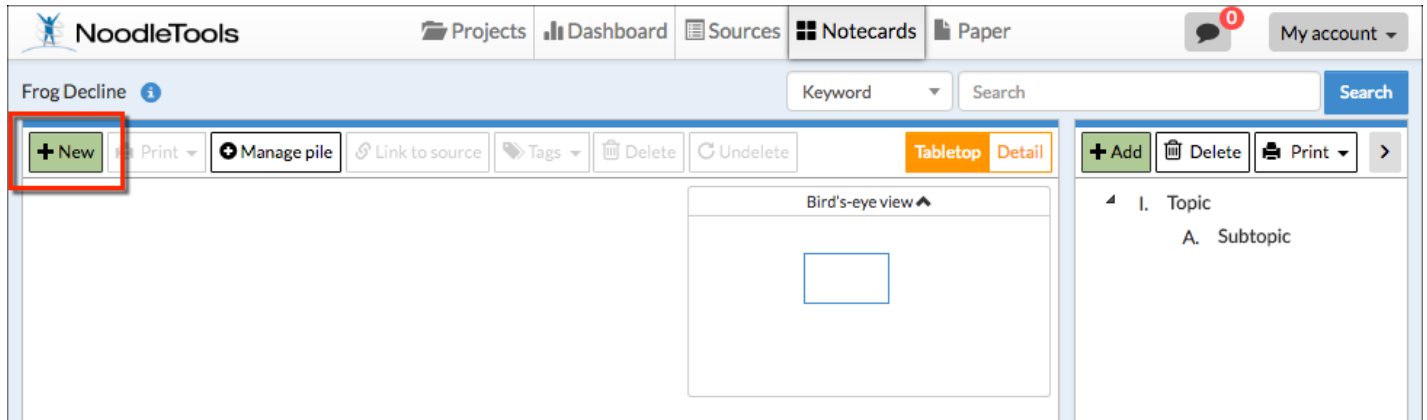 NoodleTools Projects Dashboard Sources Notecards Paper 0 My account
Frog Decline Keyword Search Search
New Print Manage pile Link to source Tags Delete Undelete Tabletop Detail Add Delete Print
Bird's-eye view
I. Topic
A. Subtopic